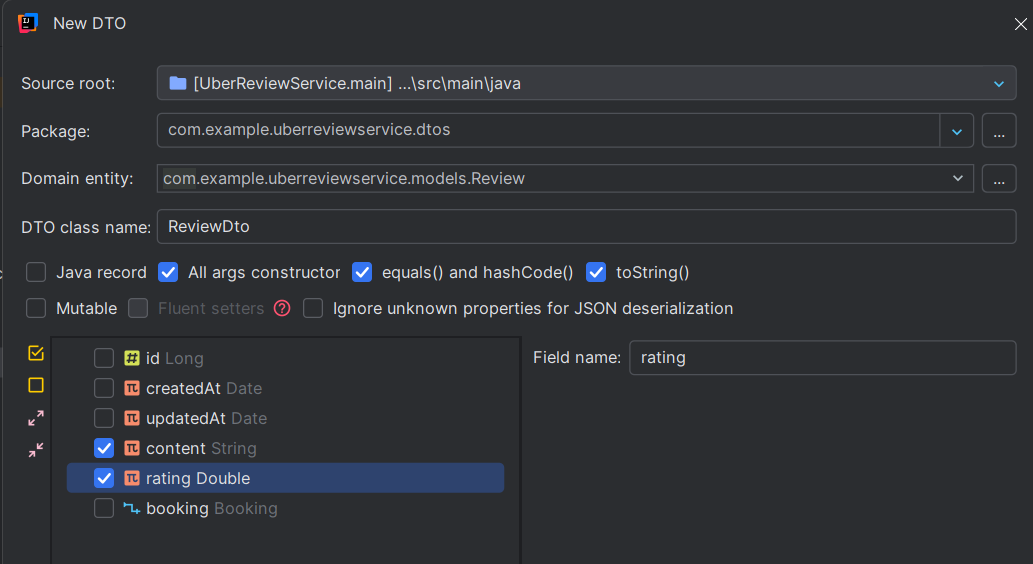 New DTO
Source root: [UberReviewService.main] ...\src\main\java
Package: com.example.uberreviewservice.dtos ...
Domain entity: com.example.uberreviewservice.models.Review ...
DTO class name: ReviewDto
Java record All args constructor equals() and hashCode() toString()
Mutable Fluent setters ? Ignore unknown properties for JSON deserialization
id Long Field name: rating
createdAt Date
updatedAt Date
content String
rating Double
booking Booking